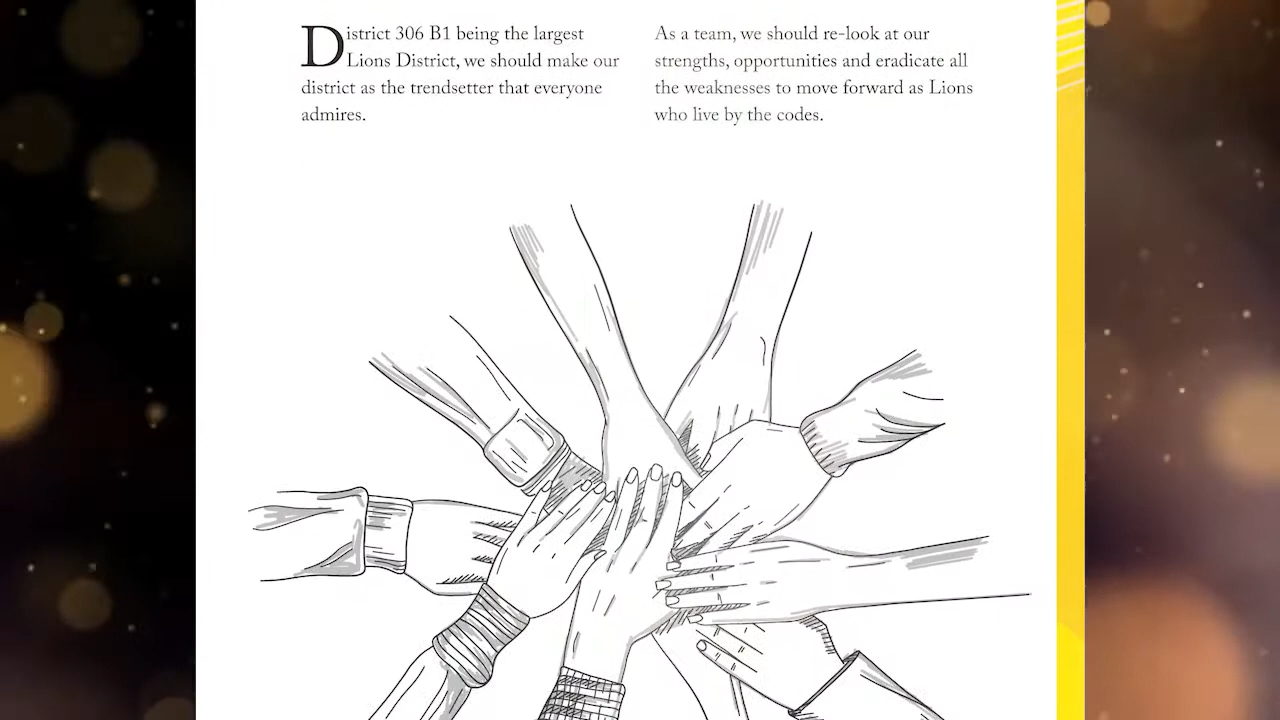 District 306 B1 being the largest
Lions District, we should make our
district as the trendsetter that everyone
admires.
As a team, we should re-look at our
strengths, opportunities and eradicate all
the weaknesses to move forward as Lions
who live by the codes.